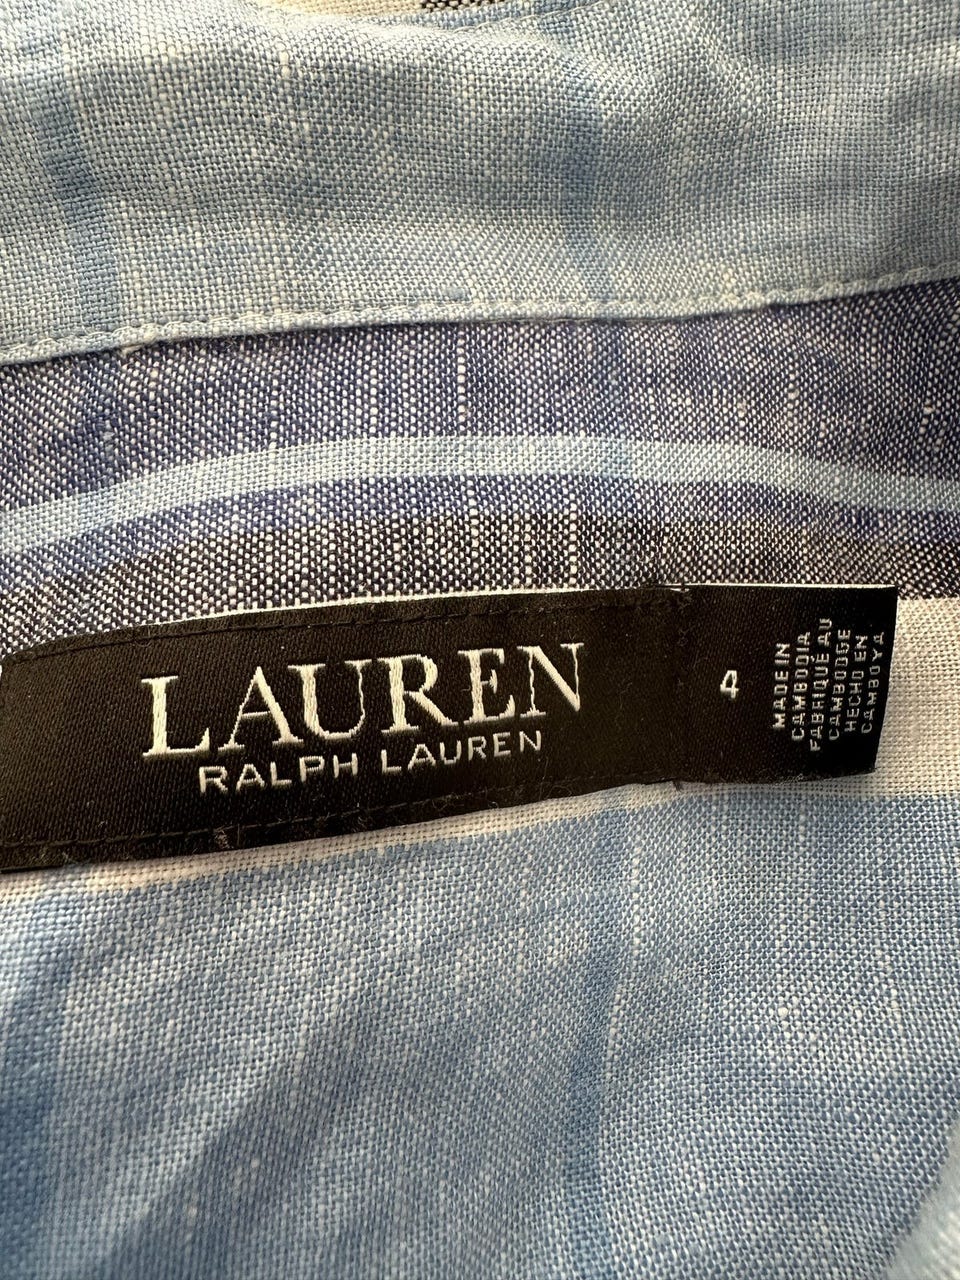 LAUREN
RALPH LAUREN
4
MADE IN
CAMBODIA
FABRIQUÉ AU
CAMBODGE
HECHO EN
CAMBOYA